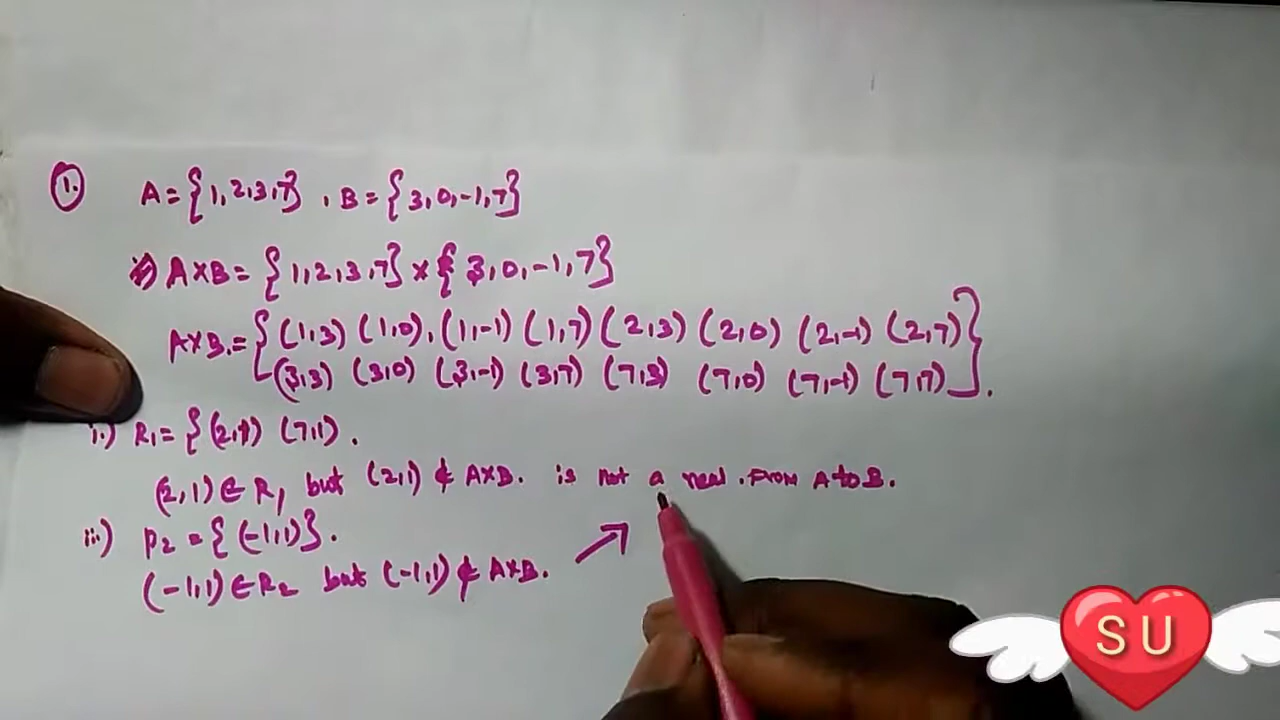 1. A = {1,2,3,7} , B = {3,0,-1,7}
i) A×B = {1,2,3,7} × {3,0,-1,7}
A×B. = {(1,3) (1,0), (1,-1) (1,7) (2,3) (2,0) (2,-1) (2,7)
(3,3) (3,0) (3,-1) (3,7) (7,3) (7,0) (7,-1) (7,7)}.
i.) R1 = {(2,1) (7,1) .
(2,1) ∈ R1 but (2,1) ∉ A×B. is not a real .From A to B.
ii.) P2 = {(-1,1)}.
(-1,1) ∈ R2 but (-1,1) ∉ A×B.
S U